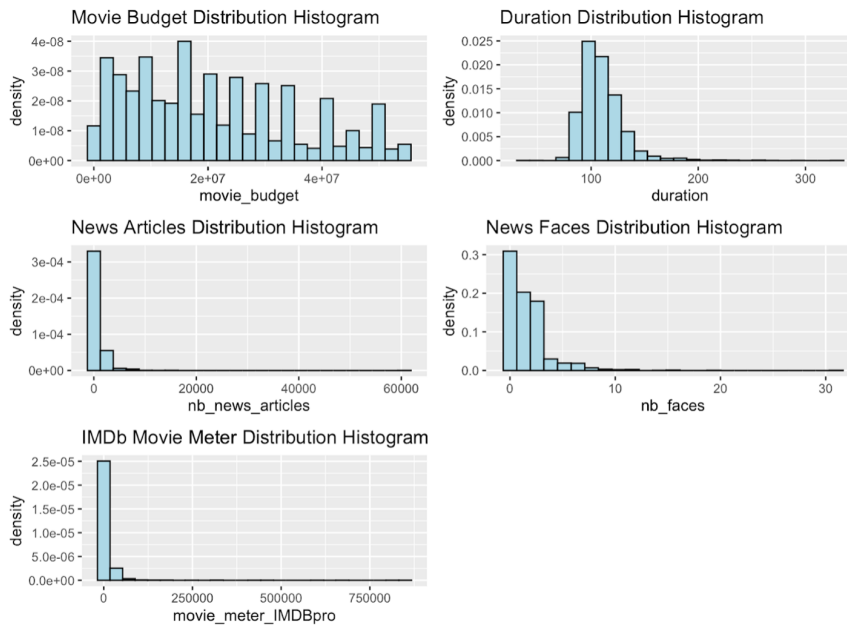 Movie Budget Distribution Histogram
density
4e-08
3e-08
2e-08
1e-08
0e+00
0e+00 2e+07 4e+07
movie_budget
Duration Distribution Histogram
density
0.025
0.020
0.015
0.010
0.005
0.000
100 200 300
duration
News Articles Distribution Histogram
density
3e-04
2e-04
1e-04
0e+00
0 20000 40000 60000
nb_news_articles
News Faces Distribution Histogram
density
0.3
0.2
0.1
0.0
0 10 20 30
nb_faces
IMDb Movie Meter Distribution Histogram
density
2.5e-05
2.0e-05
1.5e-05
1.0e-05
5.0e-06
0.0e+00
0 250000 500000 750000
movie_meter_IMDBpro